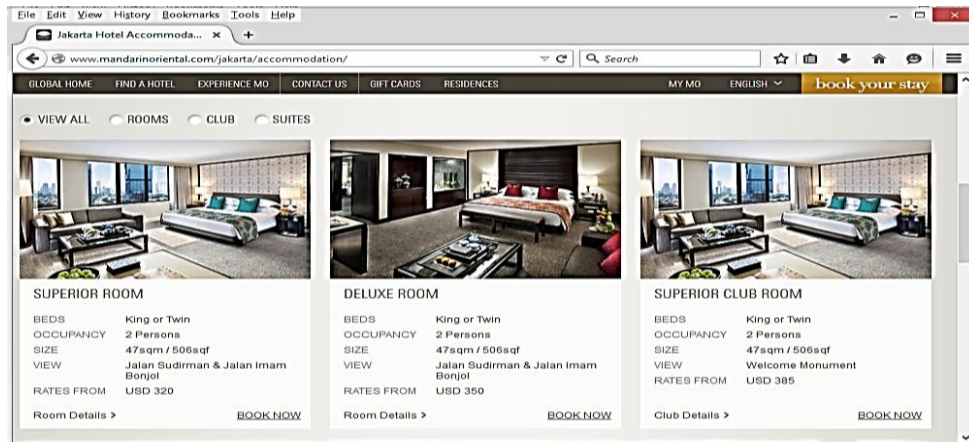 File Edit View History Bookmarks Tools Help
Jakarta Hotel Accommoda... × +
www.mandarinoriental.com/jakarta/accommodation/ Search
GLOBAL HOME FIND A HOTEL EXPERIENCE MO CONTACT US GIFT CARDS RESIDENCES MY MO ENGLISH book your stay
VIEW ALL ROOMS CLUB SUITES
SUPERIOR ROOM
BEDS King or Twin
OCCUPANCY 2 Persons
SIZE 47sqm / 506sqf
VIEW Jalan Sudirman & Jalan Imam
Bonjol
RATES FROM USD 320
Room Details > BOOK NOW
DELUXE ROOM
BEDS King or Twin
OCCUPANCY 2 Persons
SIZE 47sqm / 506sqf
VIEW Jalan Sudirman & Jalan Imam
Bonjol
RATES FROM USD 350
Room Details > BOOK NOW
SUPERIOR CLUB ROOM
BEDS King or Twin
OCCUPANCY 2 Persons
SIZE 47sqm / 506sqf
VIEW Welcome Monument
RATES FROM USD 385
Club Details > BOOK NOW